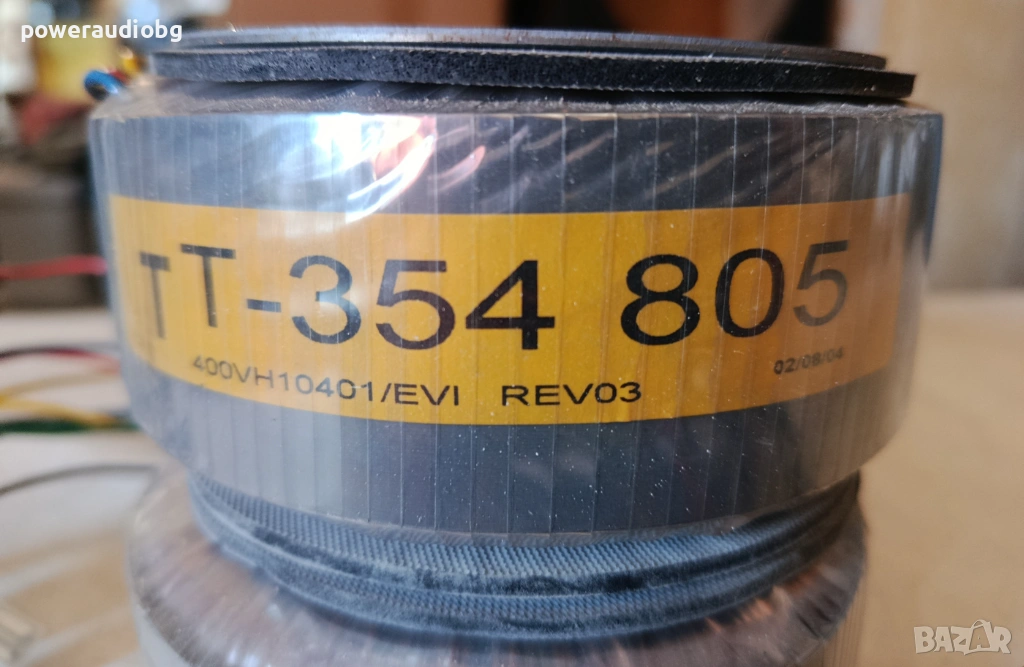 poweraudiobg
TT-354 805
400VH10401/EVI REV03
02/08/04
BAZAR